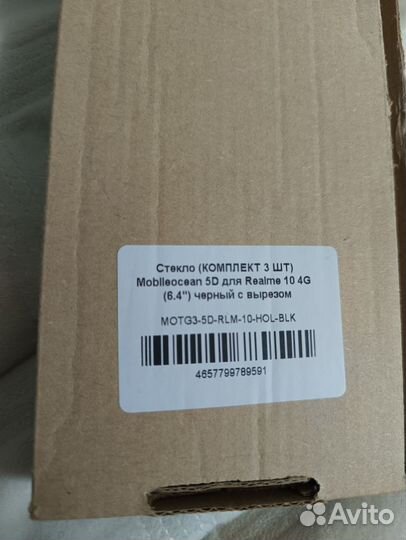 Стекло (КОМПЛЕКТ 3 ШТ)
Mobileocean 5D для Realme 10 4G
(6.4") черный с вырезом
MOTG3-5D-RLM-10-HOL-BLK
4657799789591
Avito